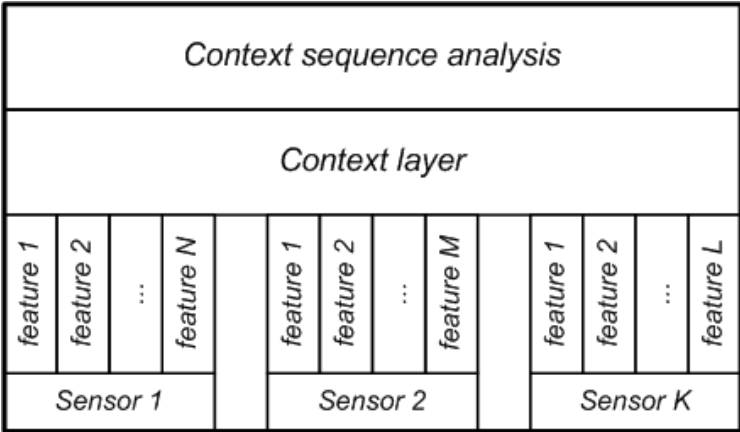 Context sequence analysis
Context layer
feature 1
feature 2
...
feature N
feature 1
feature 2
...
feature M
feature 1
feature 2
...
feature L
Sensor 1
Sensor 2
Sensor K